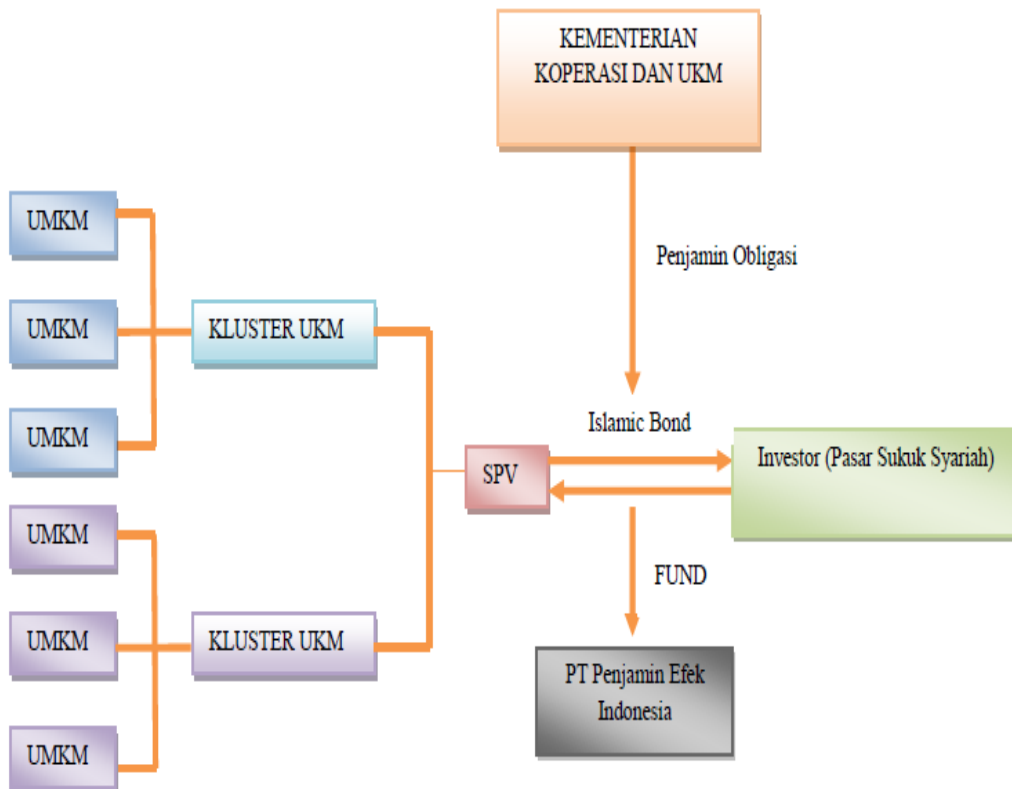 KEMENTERIAN
KOPERASI DAN UKM
UMKM
Penjamin Obligasi
UMKM
KLUSTER UKM
UMKM
Islamic Bond
SPV
Investor (Pasar Sukuk Syariah)
UMKM
FUND
UMKM
KLUSTER UKM
PT Penjamin Efek
Indonesia
UMKM